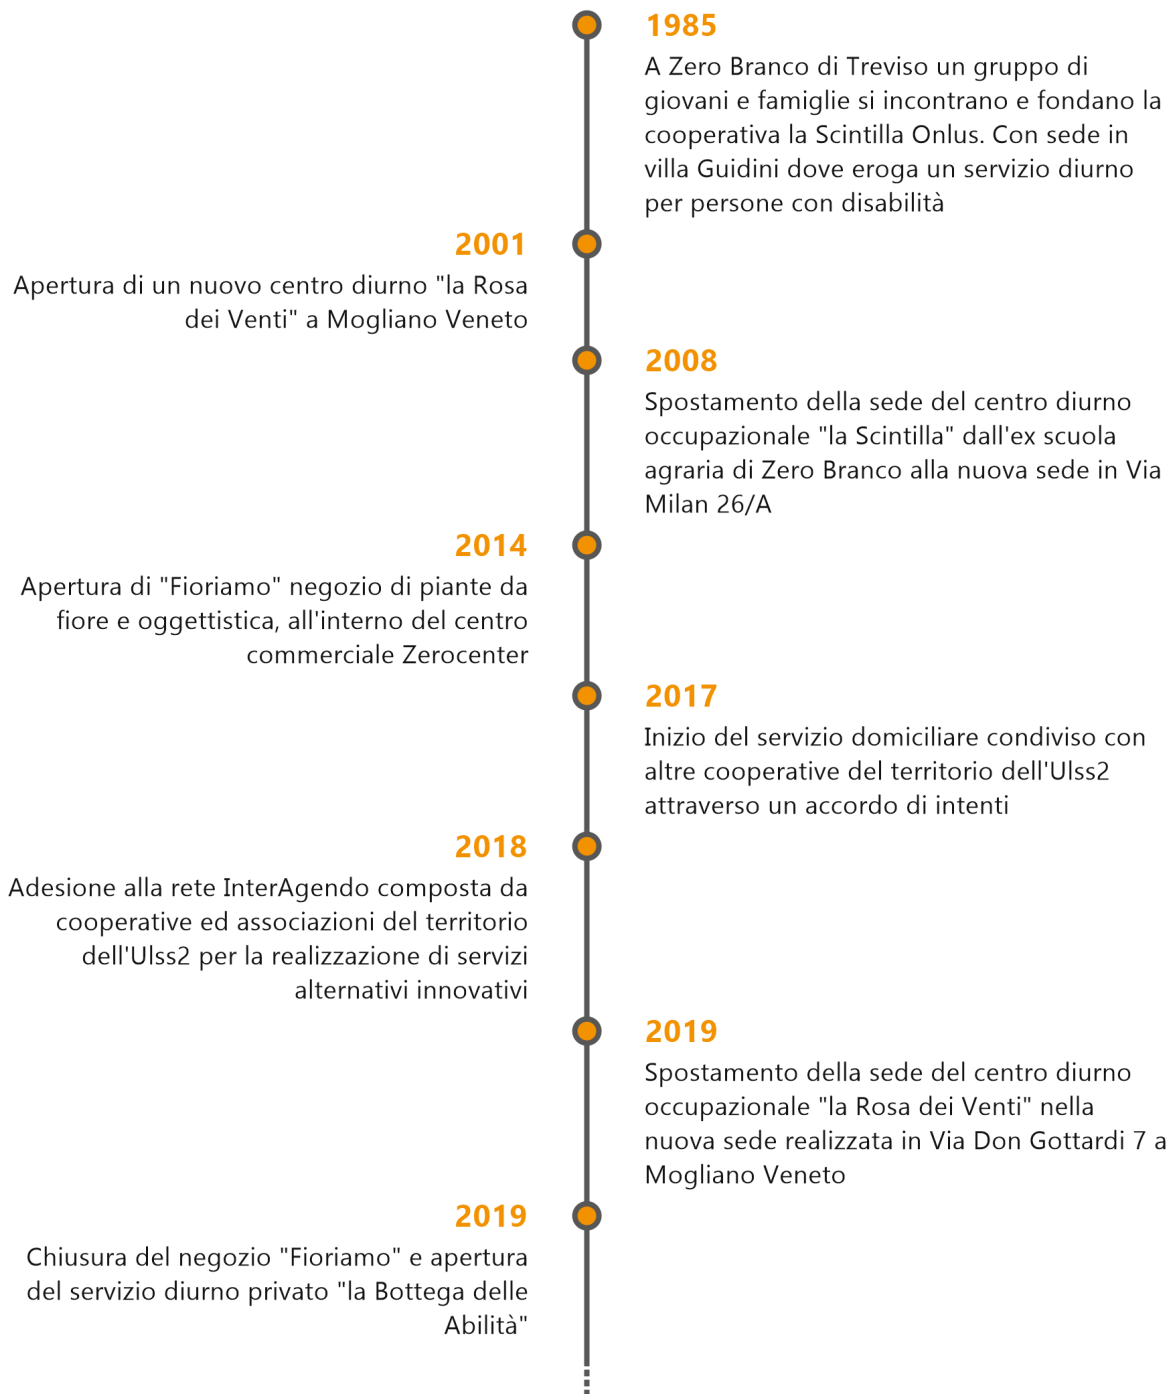 1985
A Zero Branco di Treviso un gruppo di
giovani e famiglie si incontrano e fondano la
cooperativa la Scintilla Onlus. Con sede in
villa Guidini dove eroga un servizio diurno
per persone con disabilità
2001
Apertura di un nuovo centro diurno "la Rosa
dei Venti" a Mogliano Veneto
2008
Spostamento della sede del centro diurno
occupazionale "la Scintilla" dall'ex scuola
agraria di Zero Branco alla nuova sede in Via
Milan 26/A
2014
Apertura di "Fioriamo" negozio di piante da
fiore e oggettistica, all'interno del centro
commerciale Zerocenter
2017
Inizio del servizio domiciliare condiviso con
altre cooperative del territorio dell'Ulss2
attraverso un accordo di intenti
2018
Adesione alla rete InterAgendo composta da
cooperative ed associazioni del territorio
dell'Ulss2 per la realizzazione di servizi
alternativi innovativi
2019
Spostamento della sede del centro diurno
occupazionale "la Rosa dei Venti" nella
nuova sede realizzata in Via Don Gottardi 7 a
Mogliano Veneto
2019
Chiusura del negozio "Fioriamo" e apertura
del servizio diurno privato "la Bottega delle
Abilità"